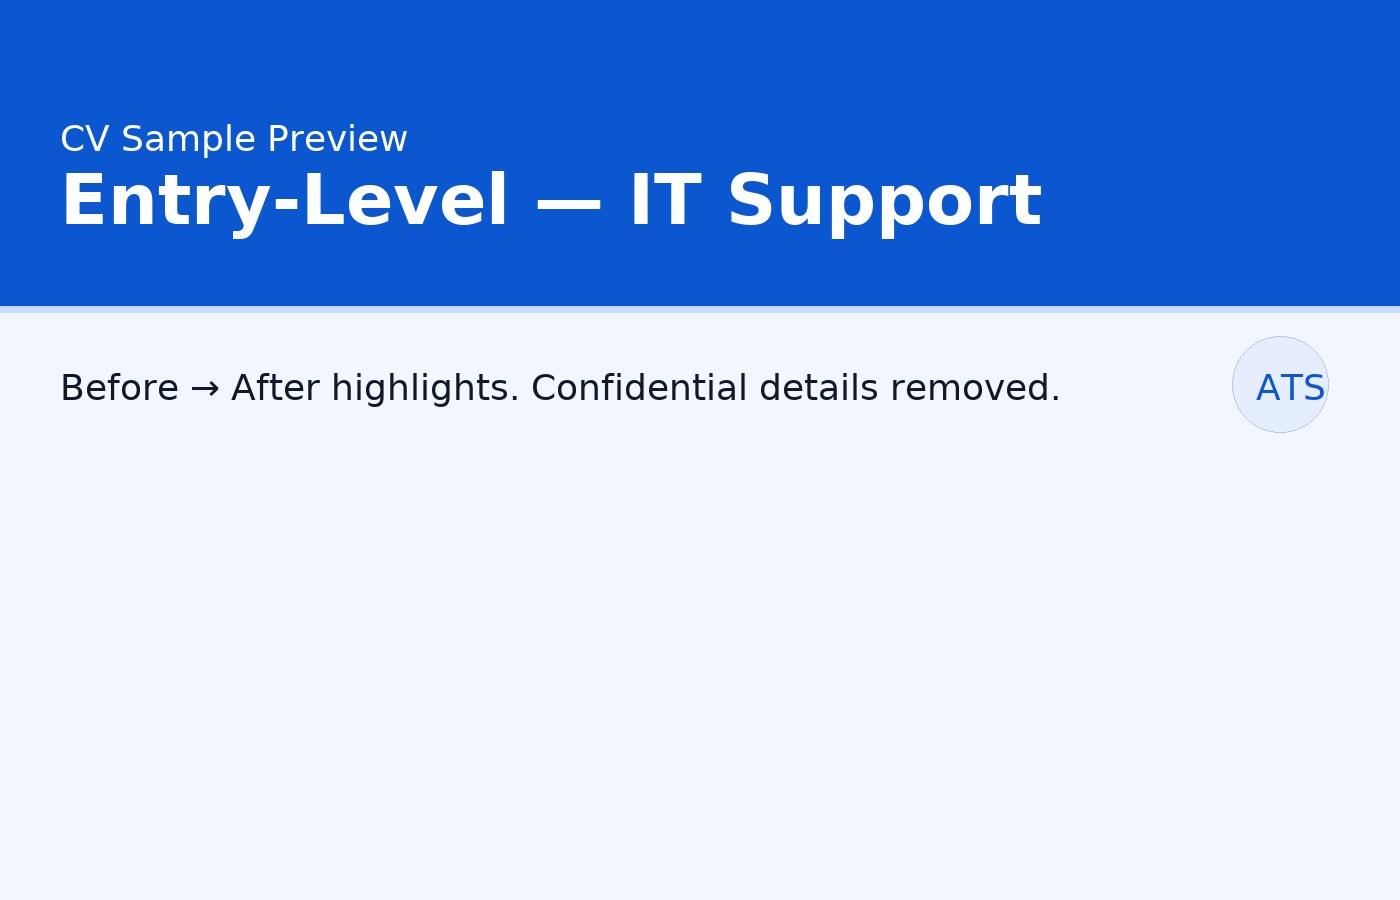 CV Sample Preview
Entry-Level — IT Support
Before → After highlights. Confidential details removed.
ATS